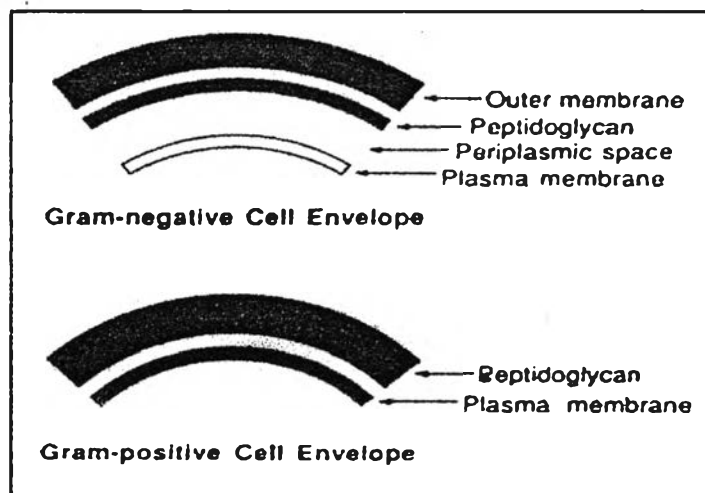 Outer membrane
Peptidoglycan
Periplasmic space
Plasma membrane
Gram-negative Cell Envelope
Peptidoglycan
Plasma membrane
Gram-positive Cell Envelope